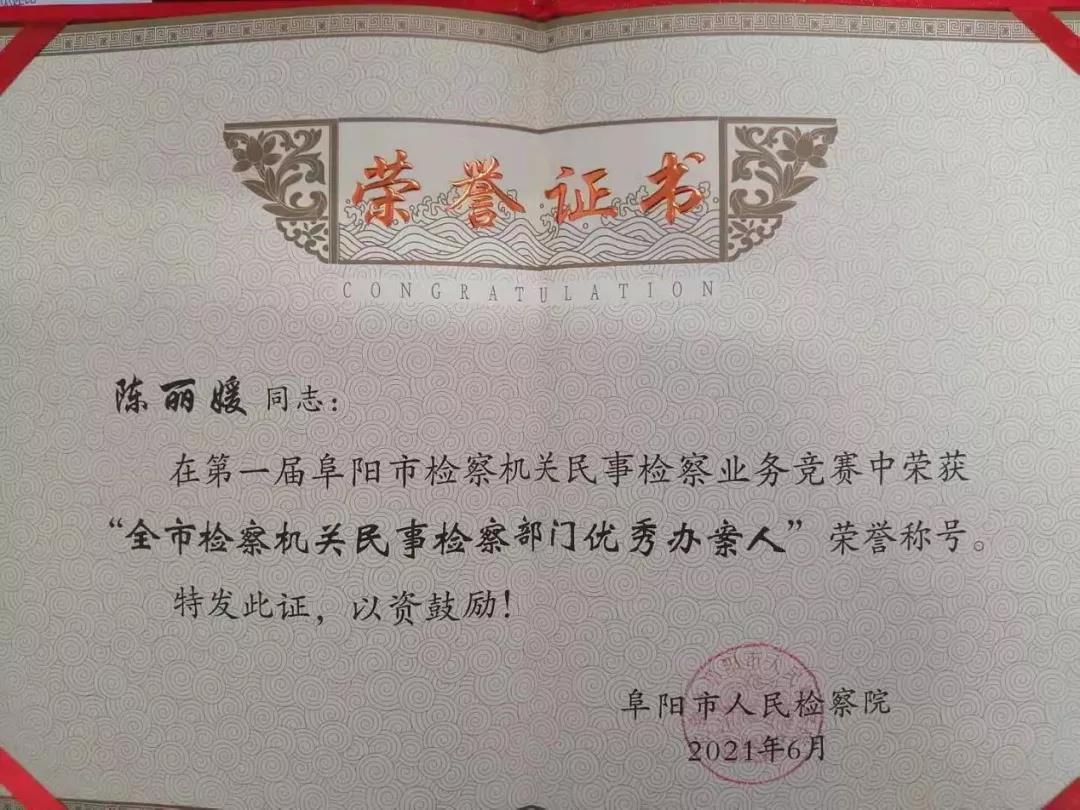 荣誉证书
CONGRATULATION
陈丽媛 同志：
在第一届阜阳市检察机关民事检察业务竞赛中荣获
“全市检察机关民事检察部门优秀办案人”荣誉称号。
特发此证，以资鼓励！
阜阳市人民检察院
2021年6月